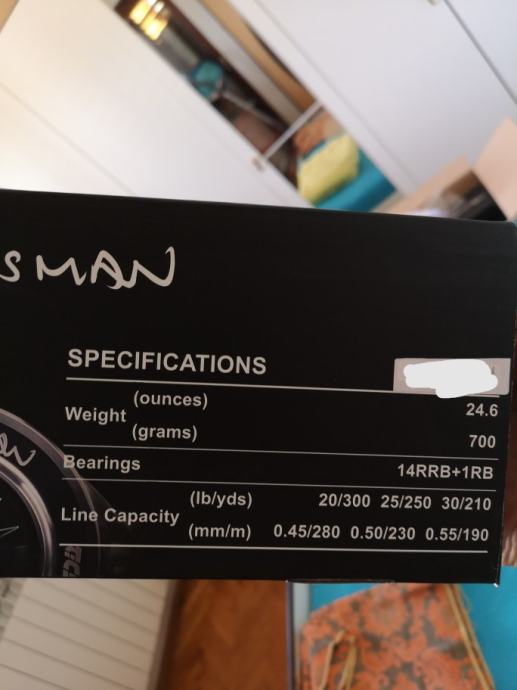 SMAN
SPECIFICATIONS
Weight (ounces) 24.6
(grams) 700
Bearings 14RRB+1RB
Line Capacity (lb/yds) 20/300 25/250 30/210
(mm/m) 0.45/280 0.50/230 0.55/190